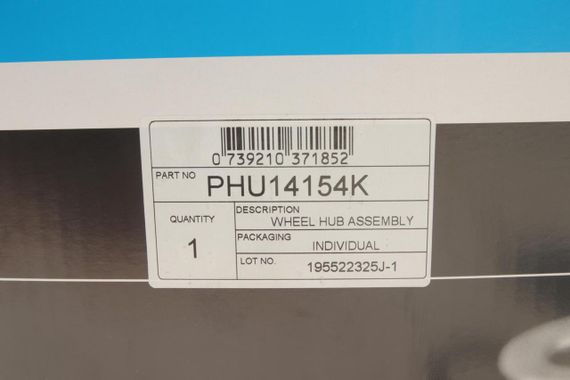 0 739210 371852
PART NO PHU14154K
QUANTITY
1
DESCRIPTION
WHEEL HUB ASSEMBLY
PACKAGING
INDIVIDUAL
LOT NO. 195522325J-1